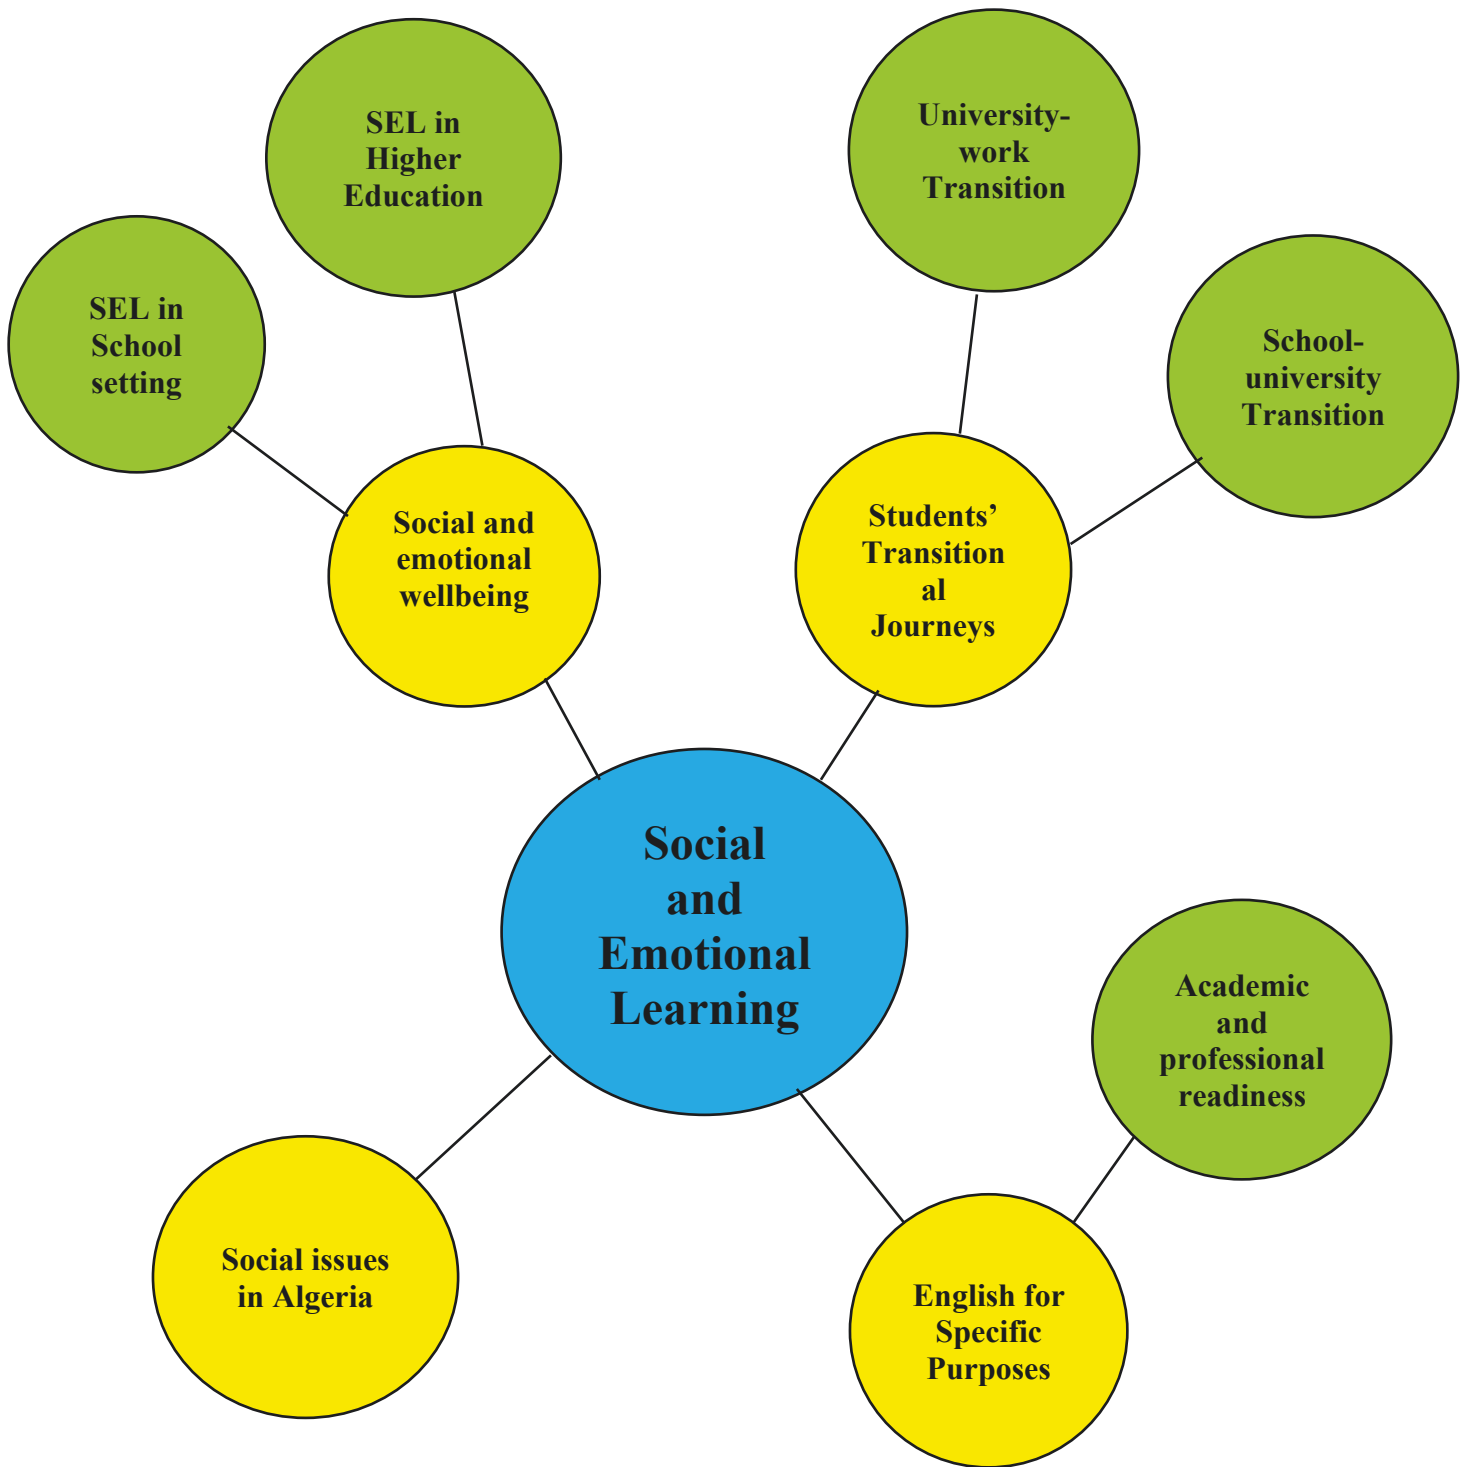 SEL in
Higher
Education
University-
work
Transition
SEL in
School
setting
School-
university
Transition
Social and
emotional
wellbeing
Students’
Transition
al
Journeys
Social
and
Emotional
Learning
Academic
and
professional
readiness
Social issues
in Algeria
English for
Specific
Purposes